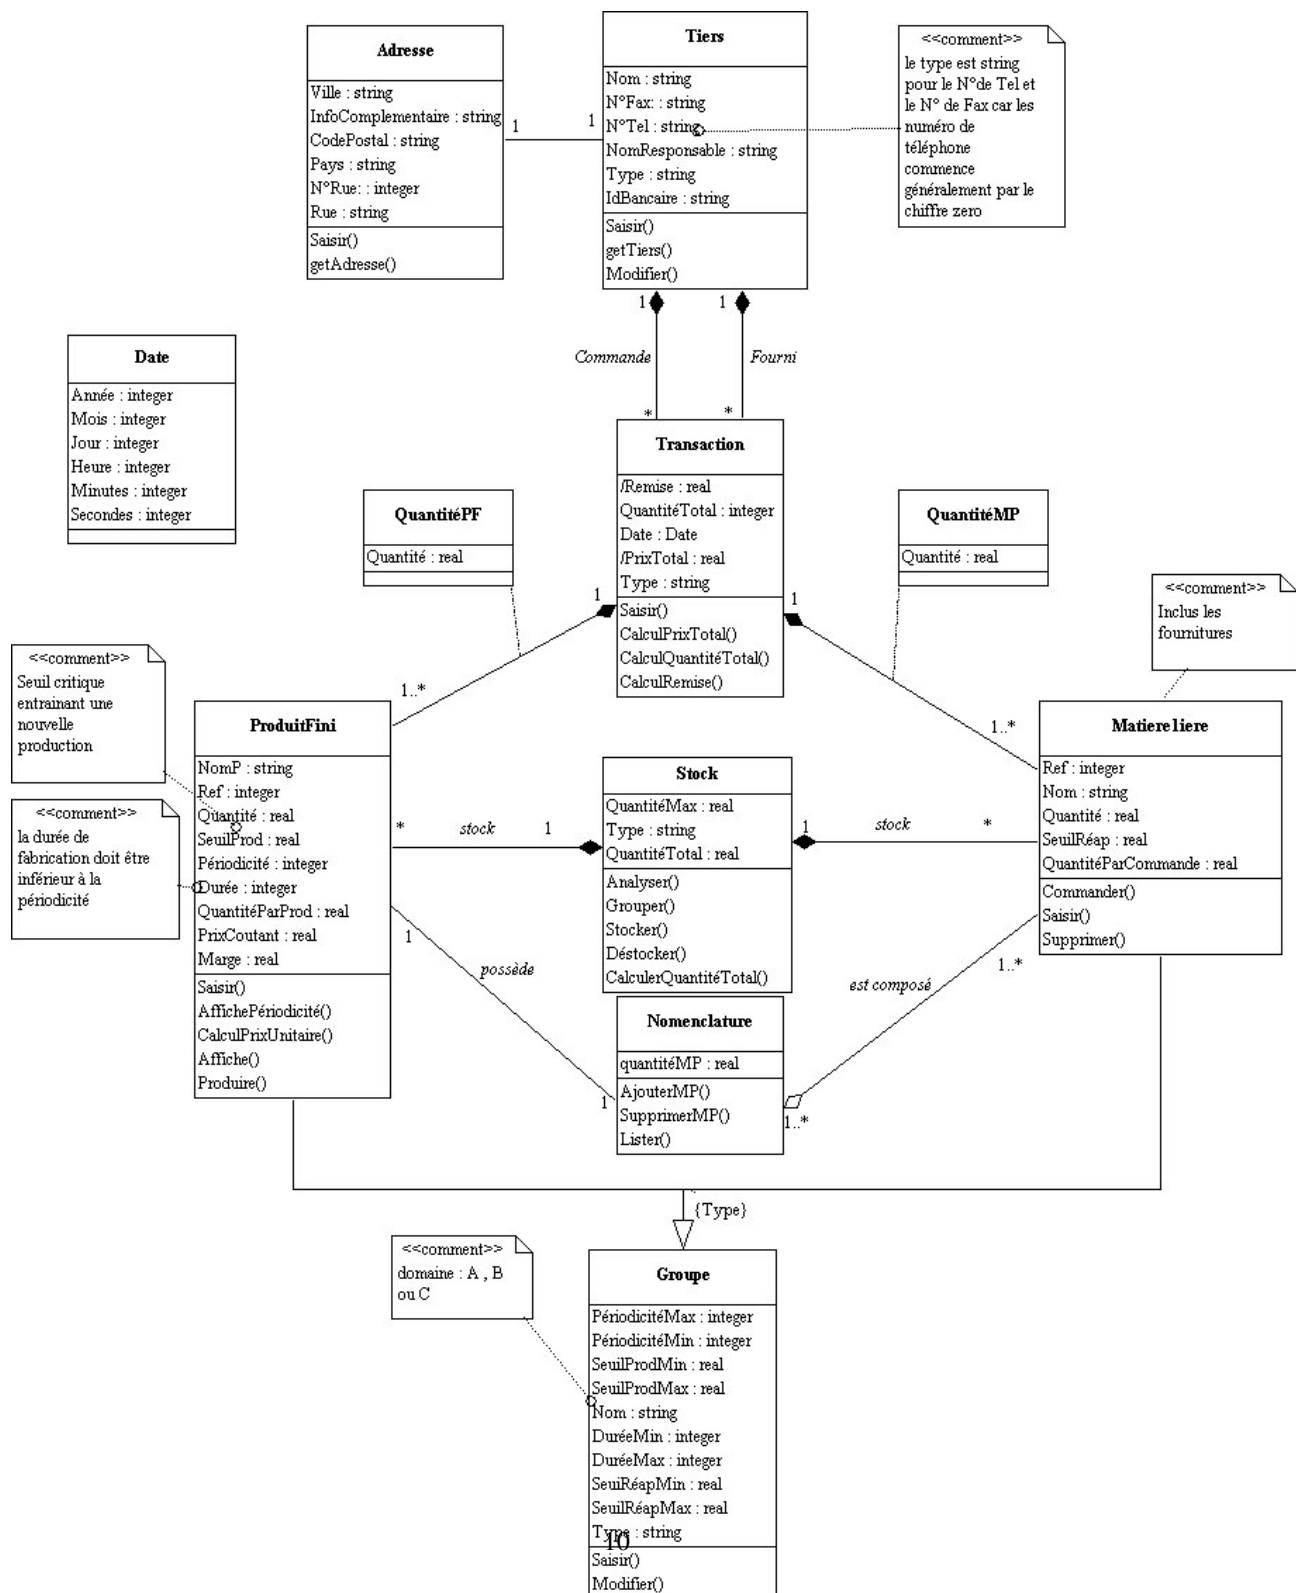 Adresse
Ville : string
InfoComplementaire : string
CodePostal : string
Pays : string
N°Rue: : integer
Rue : string
Saisir()
getAdresse()
1
1
Tiers
Nom : string
N°Fax: : string
N°Tel : string
NomResponsable : string
Type : string
IdBancaire : string
Saisir()
getTiers()
Modifier()
<<comment>>
le type est string
pour le N°de Tel et
le N° de Fax car les
numéro de
téléphone
commence
généralement par le
chiffre zero
1
1
Commande
Fourni
*
*
Date
Année : integer
Mois : integer
Jour : integer
Heure : integer
Minutes : integer
Secondes : integer
Transaction
/Remise : real
QuantitéTotal : integer
Date : Date
/PrixTotal : real
Type : string
Saisir()
CalculPrixTotal()
CalculQuantitéTotal()
CalculRemise()
QuantitéPF
Quantité : real
QuantitéMP
Quantité : real
1
1
1..*
1..*
<<comment>>
Inclus les
fournitures
<<comment>>
Seuil critique
entrainant une
nouvelle
production
<<comment>>
la durée de
fabrication doit être
inférieur à la
périodicité
ProduitFini
NomP : string
Ref : integer
Quantité : real
SeuilProd : real
Périodicité : integer
Durée : integer
QuantitéParProd : real
PrixCoutant : real
Marge : real
Saisir()
AffichePériodicité()
CalculPrixUnitaire()
Affiche()
Produire()
*
stock
1
Stock
QuantitéMax : real
Type : string
QuantitéTotal : real
Analyser()
Grouper()
Stocker()
Déstocker()
CalculerQuantitéTotal()
1
stock
*
Matiere1iere
Ref : integer
Nom : string
Quantité : real
SeuilRéap : real
QuantitéParCommande : real
Commander()
Saisir()
Supprimer()
1
possède
1
est composé
1..*
1..*
Nomenclature
quantitéMP : real
AjouterMP()
SupprimerMP()
Lister()
{Type}
<<comment>>
domaine : A , B
ou C
Groupe
PériodicitéMax : integer
PériodicitéMin : integer
SeuilProdMin : real
SeuilProdMax : real
Nom : string
DuréeMin : integer
DuréeMax : integer
SeuiRéapMin : real
SeuilRéapMax : real
Type : string
10
Saisir()
Modifier()